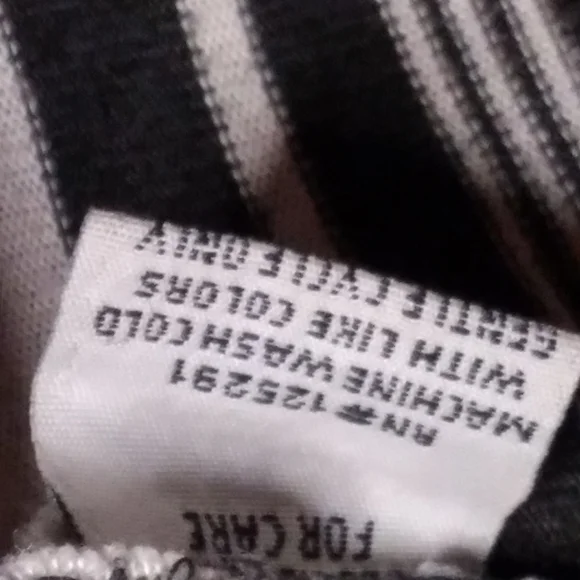 FOR CARE
RN# 125291
MACHINE WASH COLD
WITH LIKE COLORS
GENTLE CYCLE ONLY